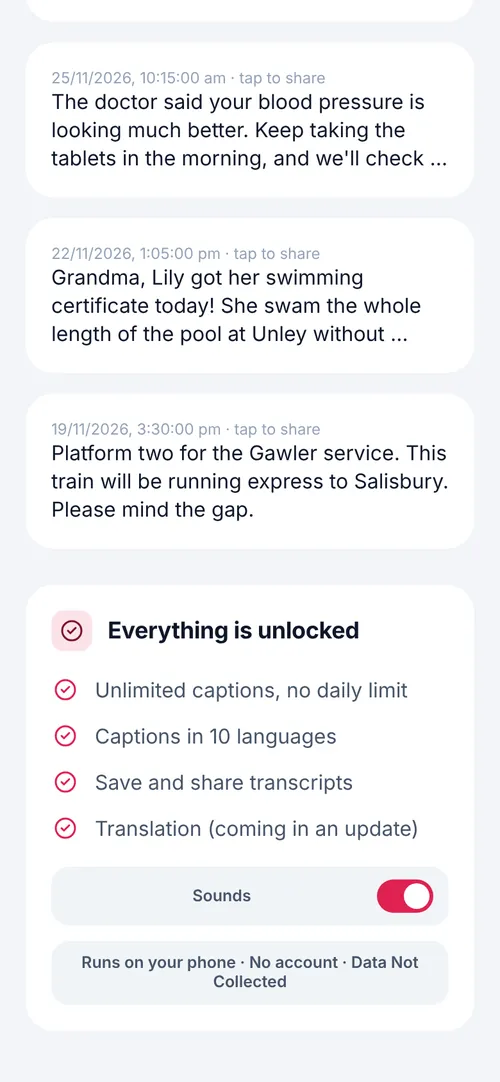 25/11/2026, 10:15:00 am · tap to share
The doctor said your blood pressure is
looking much better. Keep taking the
tablets in the morning, and we'll check ...
22/11/2026, 1:05:00 pm · tap to share
Grandma, Lily got her swimming
certificate today! She swam the whole
length of the pool at Unley without ...
19/11/2026, 3:30:00 pm · tap to share
Platform two for the Gawler service. This
train will be running express to Salisbury.
Please mind the gap.
Everything is unlocked
Unlimited captions, no daily limit
Captions in 10 languages
Save and share transcripts
Translation (coming in an update)
Sounds
Runs on your phone · No account · Data Not
Collected